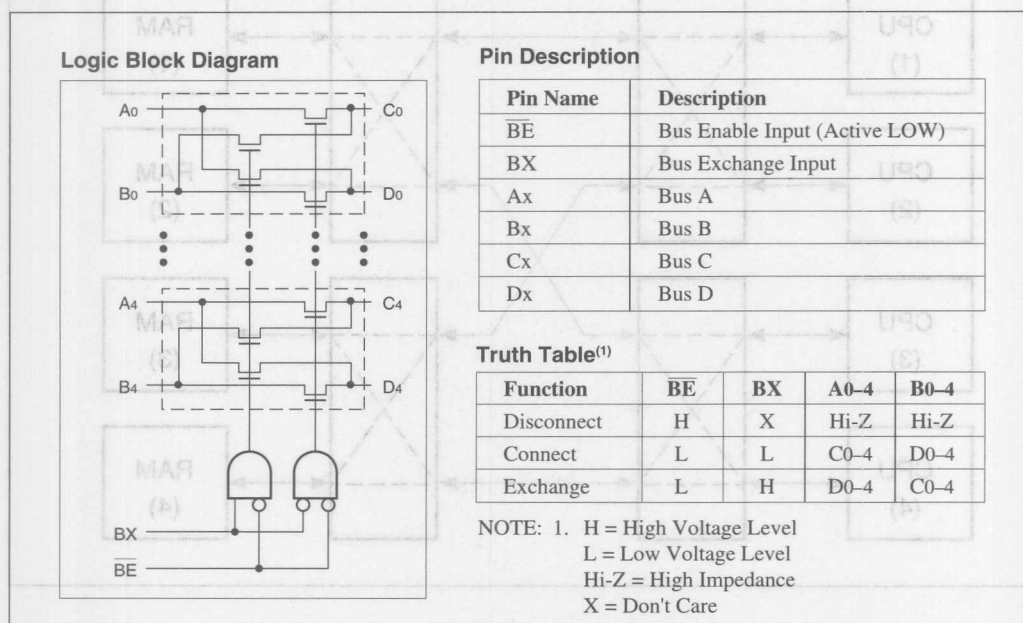 Logic Block Diagram
A0
C0
B0
D0
A4
C4
B4
D4
BX
B̅E̅
Pin Description
Pin Name Description
B̅E̅ Bus Enable Input (Active LOW)
BX Bus Exchange Input
Ax Bus A
Bx Bus B
Cx Bus C
Dx Bus D
Truth Table(1)
Function B̅E̅ BX A0–4 B0–4
Disconnect H X Hi-Z Hi-Z
Connect L L C0–4 D0–4
Exchange L H D0–4 C0–4
NOTE: 1. H = High Voltage Level
L = Low Voltage Level
Hi-Z = High Impedance
X = Don't Care